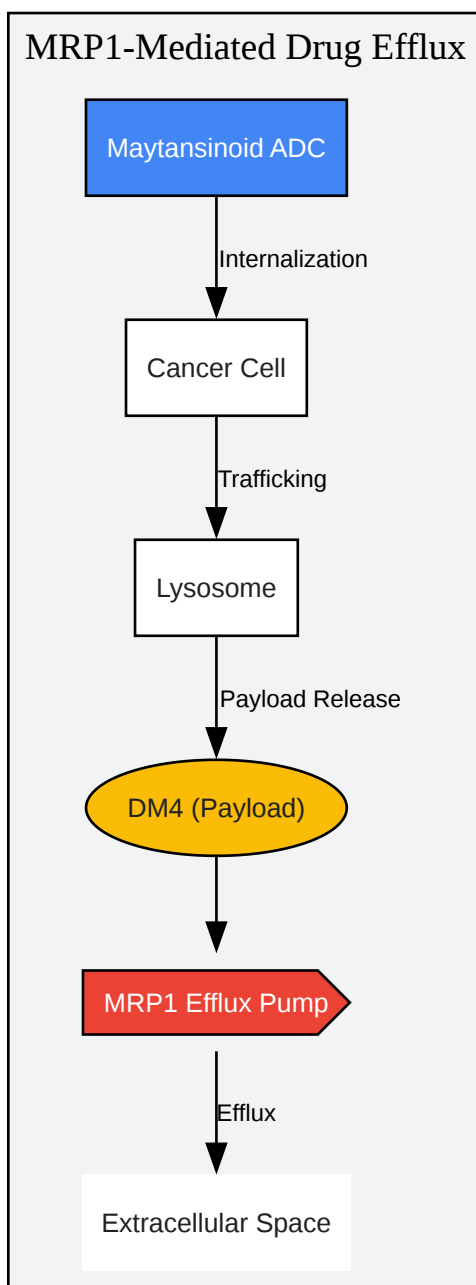 MRP1-Mediated Drug Efflux
Maytansinoid ADC
Internalization
Cancer Cell
Trafficking
Lysosome
Payload Release
DM4 (Payload)
MRP1 Efflux Pump
Efflux
Extracellular Space